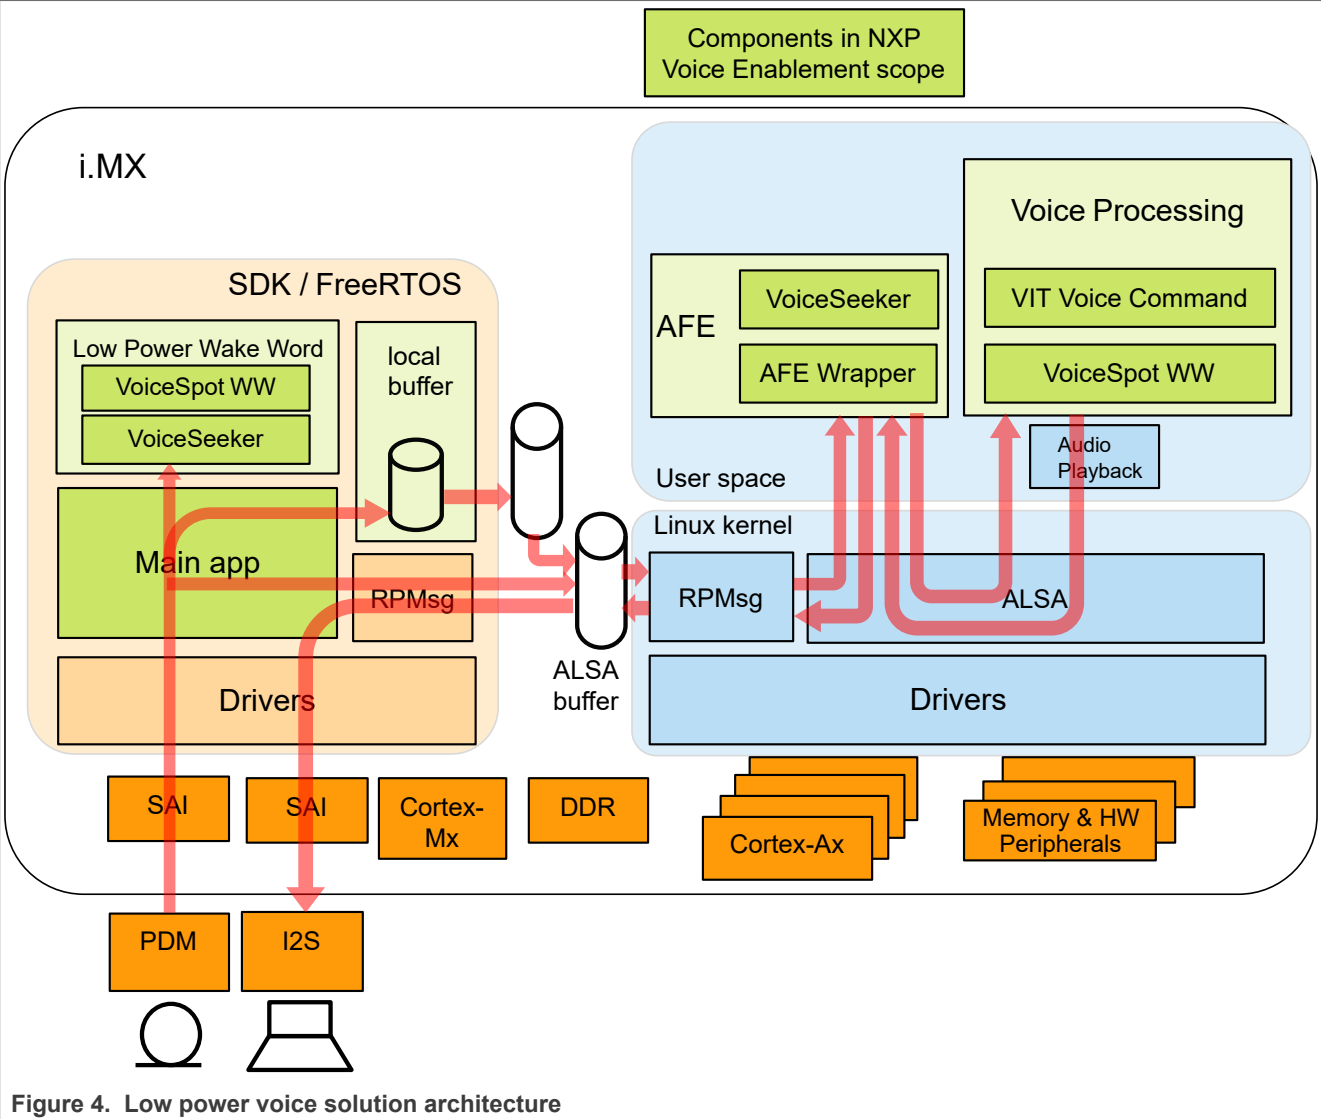 Components in NXP
Voice Enablement scope
i.MX
SDK / FreeRTOS
Low Power Wake Word
VoiceSpot WW
VoiceSeeker
local
buffer
Main app
RPMsg
Drivers
ALSA
buffer
Voice Processing
VIT Voice Command
VoiceSpot WW
AFE
VoiceSeeker
AFE Wrapper
Audio
Playback
User space
Linux kernel
RPMsg
ALSA
Drivers
SAI
SAI
Cortex-
Mx
DDR
Cortex-Ax
Memory & HW
Peripherals
PDM
I2S
Figure 4. Low power voice solution architecture